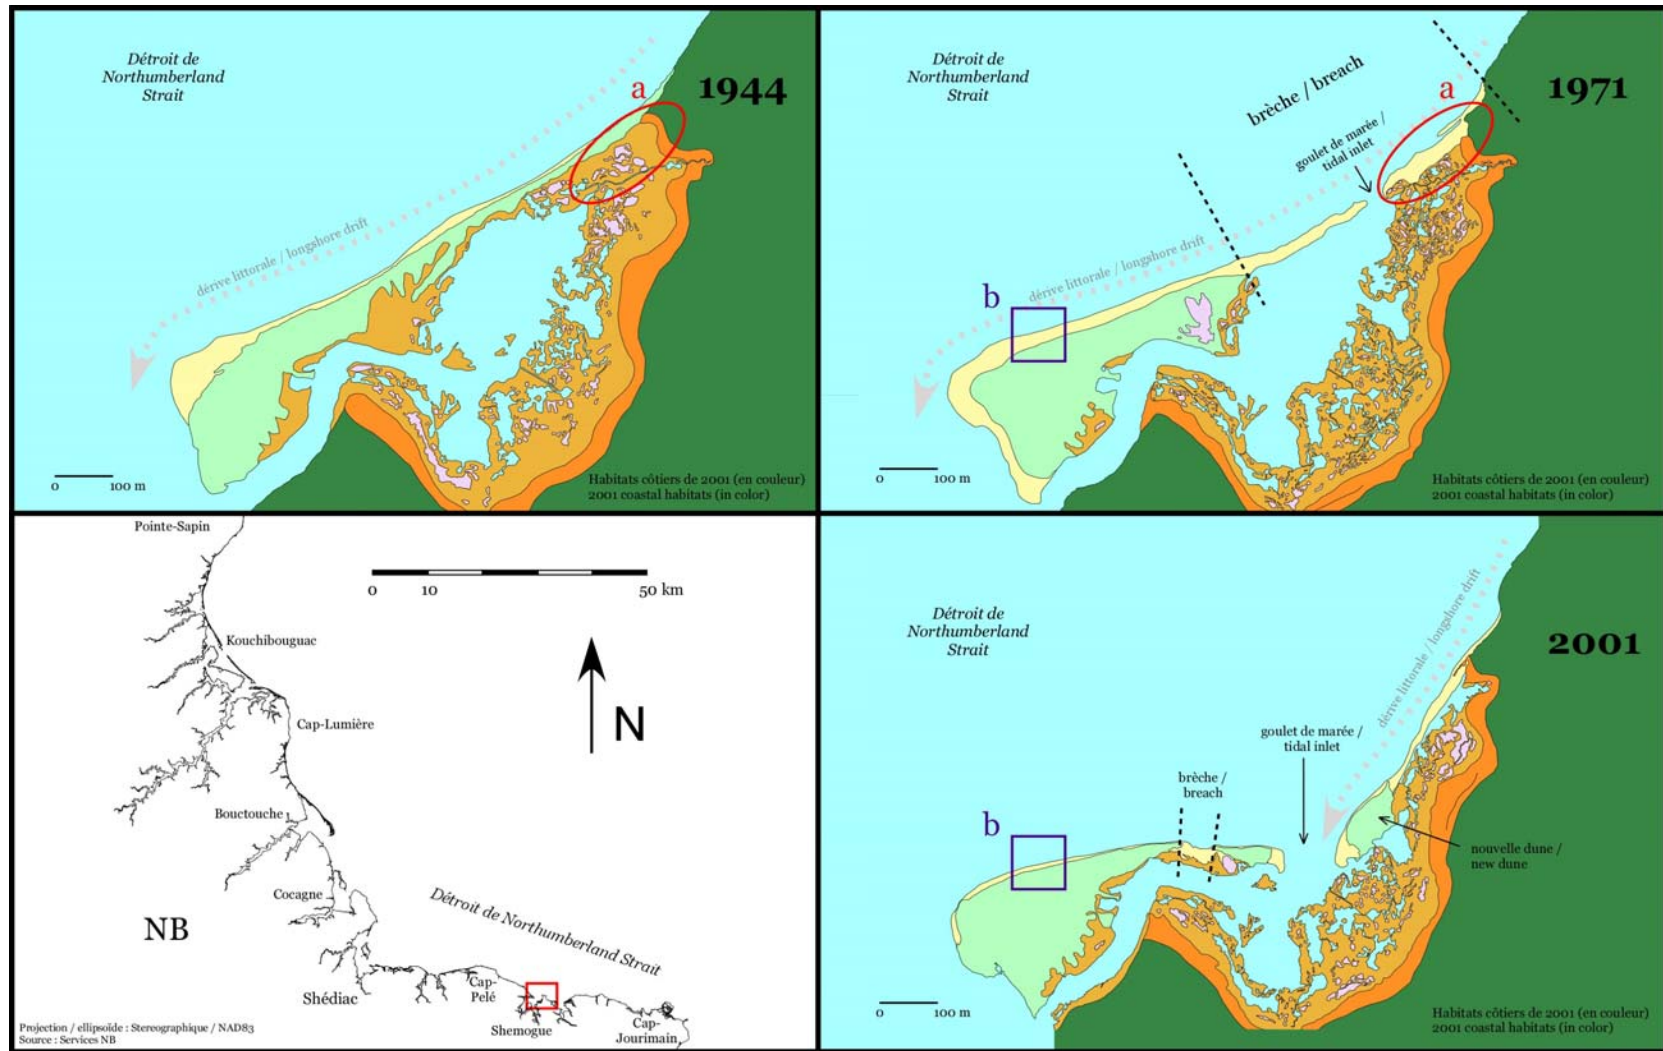 Détroit de
Northumberland
Strait
a
1944
dérive littorale / longshore drift
0 100 m
Habitats côtiers de 2001 (en couleur)
2001 coastal habitats (in color)
Détroit de
Northumberland
Strait
brèche / breach
a
1971
goulet de marée /
tidal inlet
dérive littorale / longshore drift
b
0 100 m
Habitats côtiers de 2001 (en couleur)
2001 coastal habitats (in color)
Pointe-Sapin
0 10 50 km
Kouchibouguac
N
Cap-Lumière
Bouctouche
Cocagne
NB
Détroit de Northumberland Strait
Shédiac
Cap-
Pelé
Shemogue
Cap-
Jourimain
Projection / ellipsoïde : Stereographique / NAD83
Source : Services NB
Détroit de
Northumberland
Strait
dérive littorale / longshore drift
2001
goulet de marée /
tidal inlet
brèche /
breach
b
nouvelle dune /
new dune
0 100 m
Habitats côtiers de 2001 (en couleur)
2001 coastal habitats (in color)